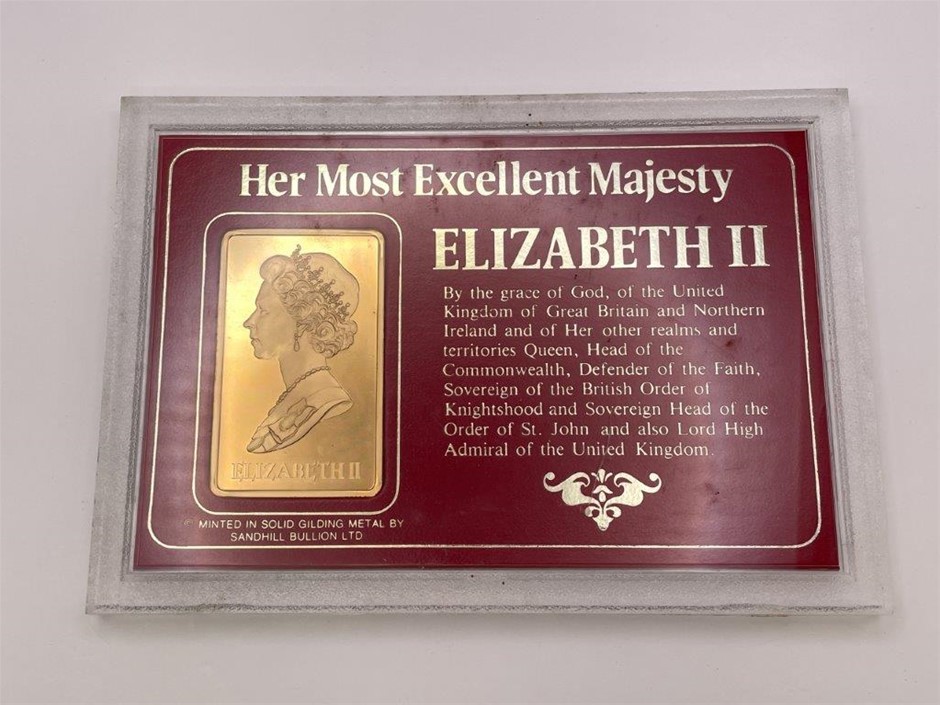 Her Most Excellent Majesty
ELIZABETH II
By the grace of God, of the United
Kingdom of Great Britain and Northern
Ireland and of Her other realms and
territories Queen, Head of the
Commonwealth, Defender of the Faith,
Sovereign of the British Order of
Knightshood and Sovereign Head of the
Order of St. John and also Lord High
Admiral of the United Kingdom.
ELIZABETH II
© MINTED IN SOLID GILDING METAL BY
SANDHILL BULLION LTD